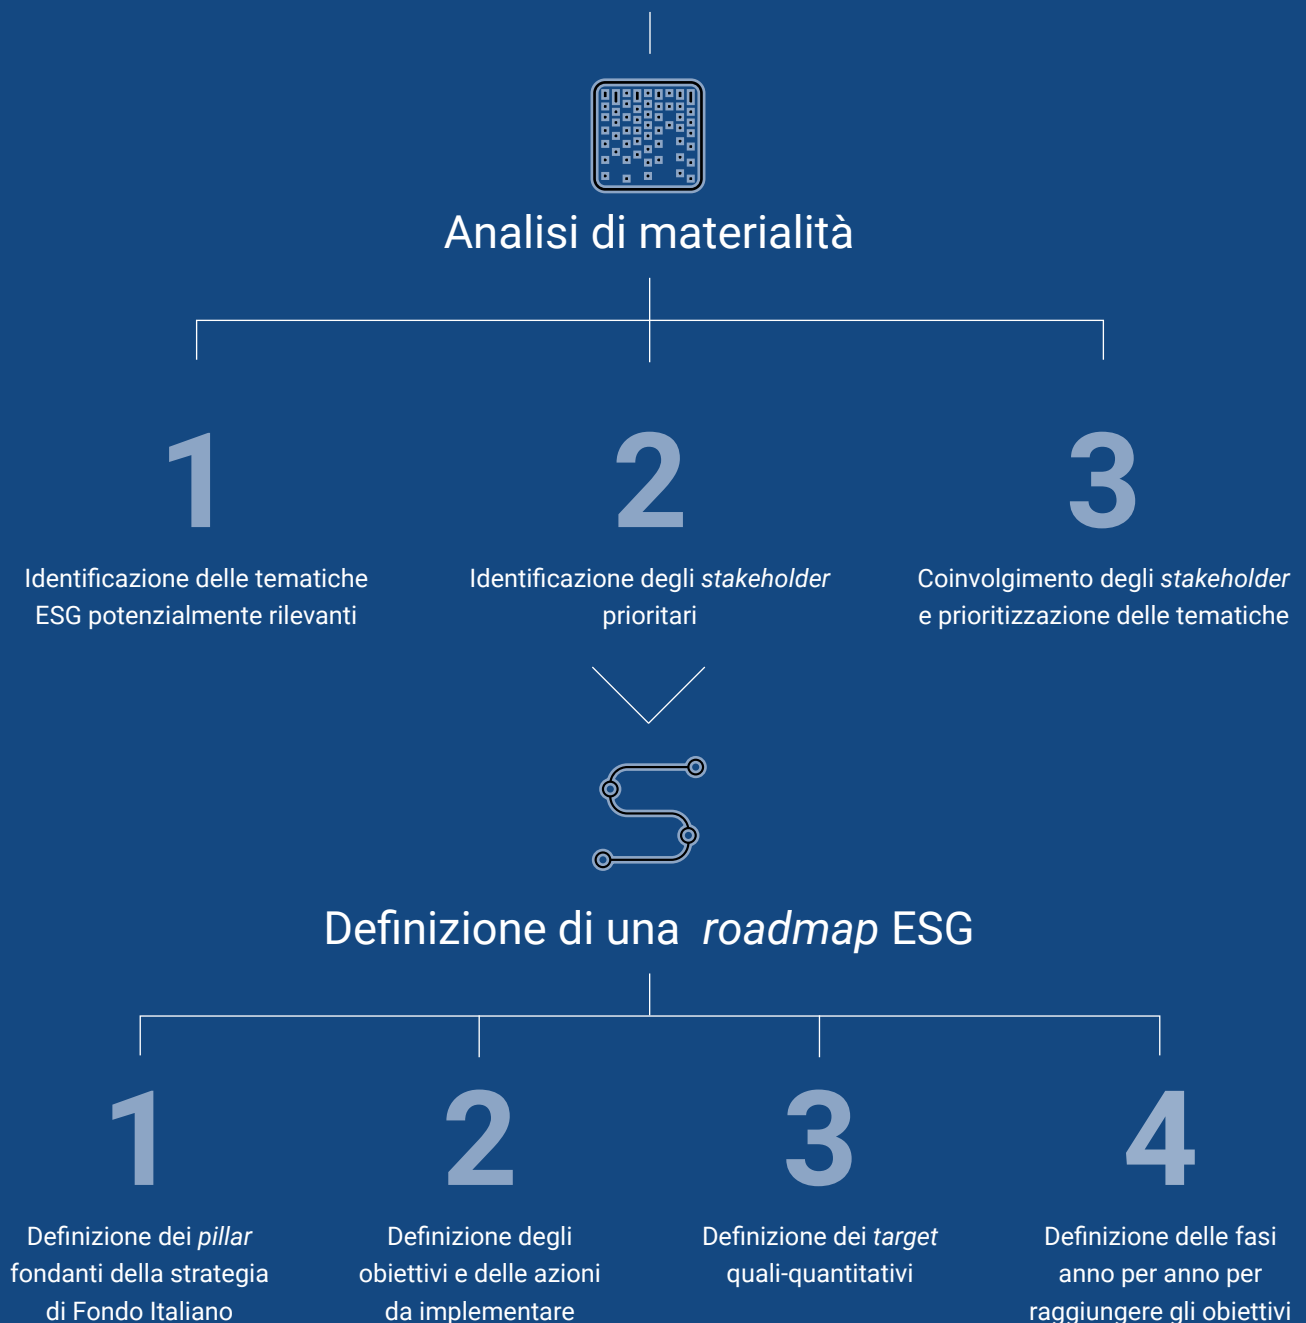 Analisi di materialità
1
Identificazione delle tematiche
ESG potenzialmente rilevanti
2
Identificazione degli stakeholder
prioritari
3
Coinvolgimento degli stakeholder
e prioritizzazione delle tematiche
Definizione di una roadmap ESG
1
Definizione dei pillar
fondanti della strategia
di Fondo Italiano
2
Definizione degli
obiettivi e delle azioni
da implementare
3
Definizione dei target
quali-quantitativi
4
Definizione delle fasi
anno per anno per
raggiungere gli obiettivi